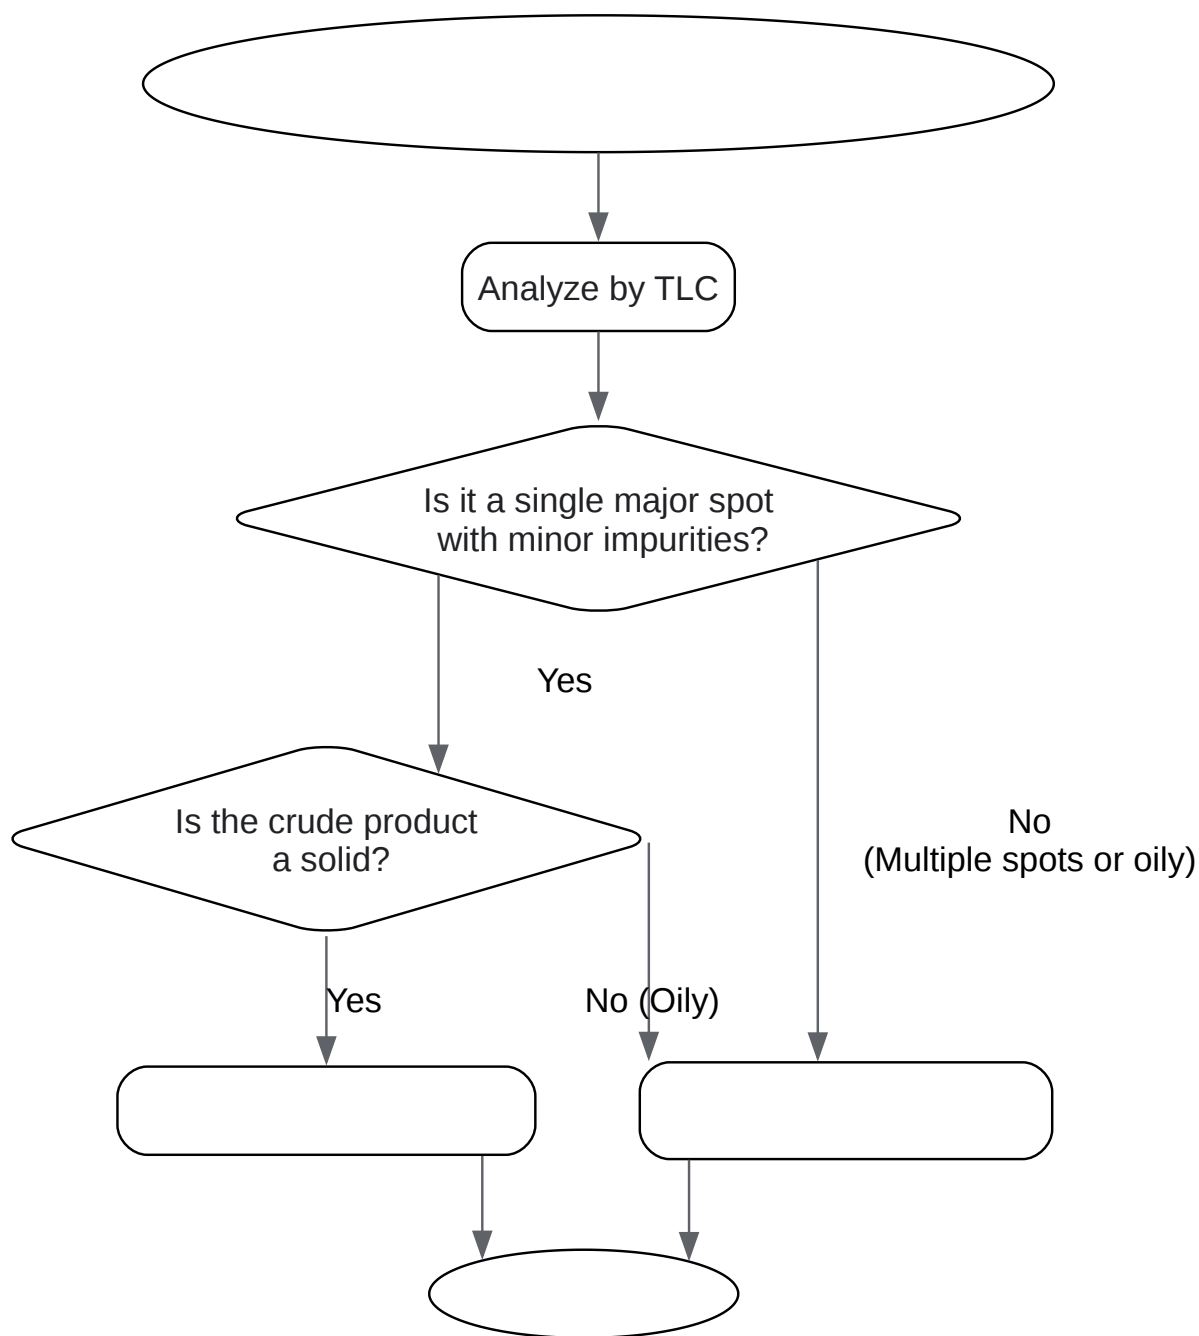 Analyze by TLC
Is it a single major spot
with minor impurities?
Yes
Is the crude product
a solid?
No
(Multiple spots or oily)
Yes
No (Oily)